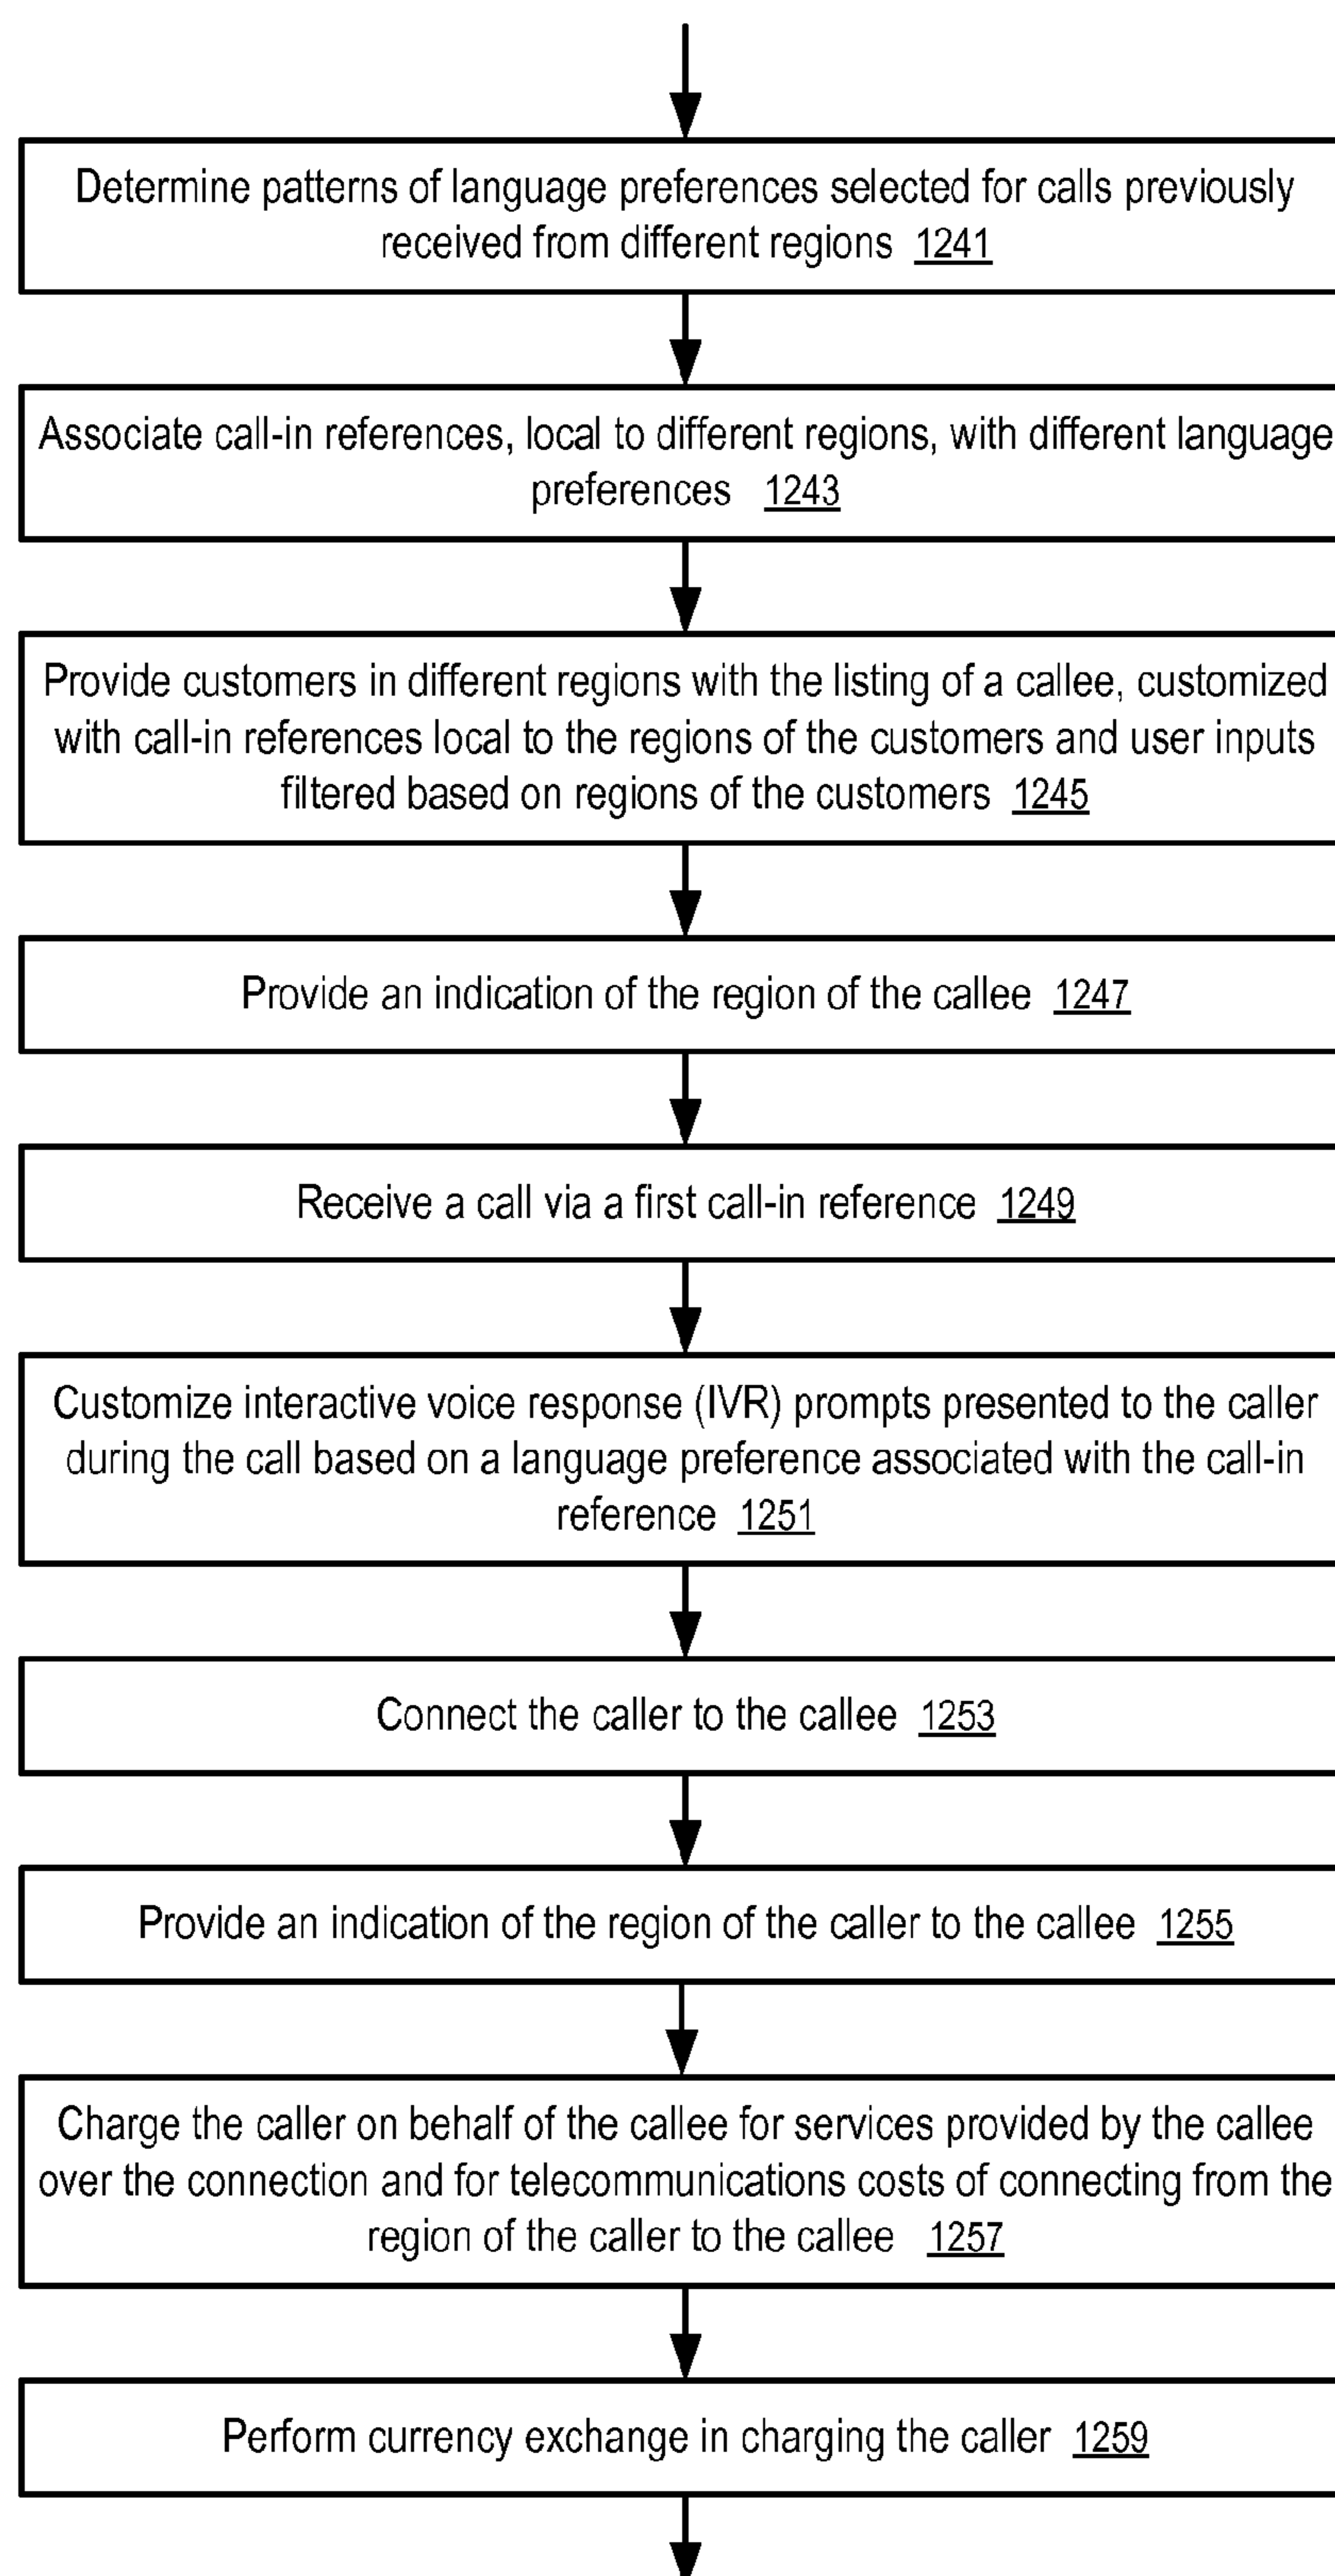 Determine patterns of language preferences selected for calls previously
received from different regions 1241
Associate call-in references, local to different regions, with different language
preferences 1243
Provide customers in different regions with the listing of a callee, customized
with call-in references local to the regions of the customers and user inputs
filtered based on regions of the customers 1245
Provide an indication of the region of the callee 1247
Receive a call via a first call-in reference 1249
Customize interactive voice response (IVR) prompts presented to the caller
during the call based on a language preference associated with the call-in
reference 1251
Connect the caller to the callee 1253
Provide an indication of the region of the caller to the callee 1255
Charge the caller on behalf of the callee for services provided by the callee
over the connection and for telecommunications costs of connecting from the
region of the caller to the callee 1257
Perform currency exchange in charging the caller 1259